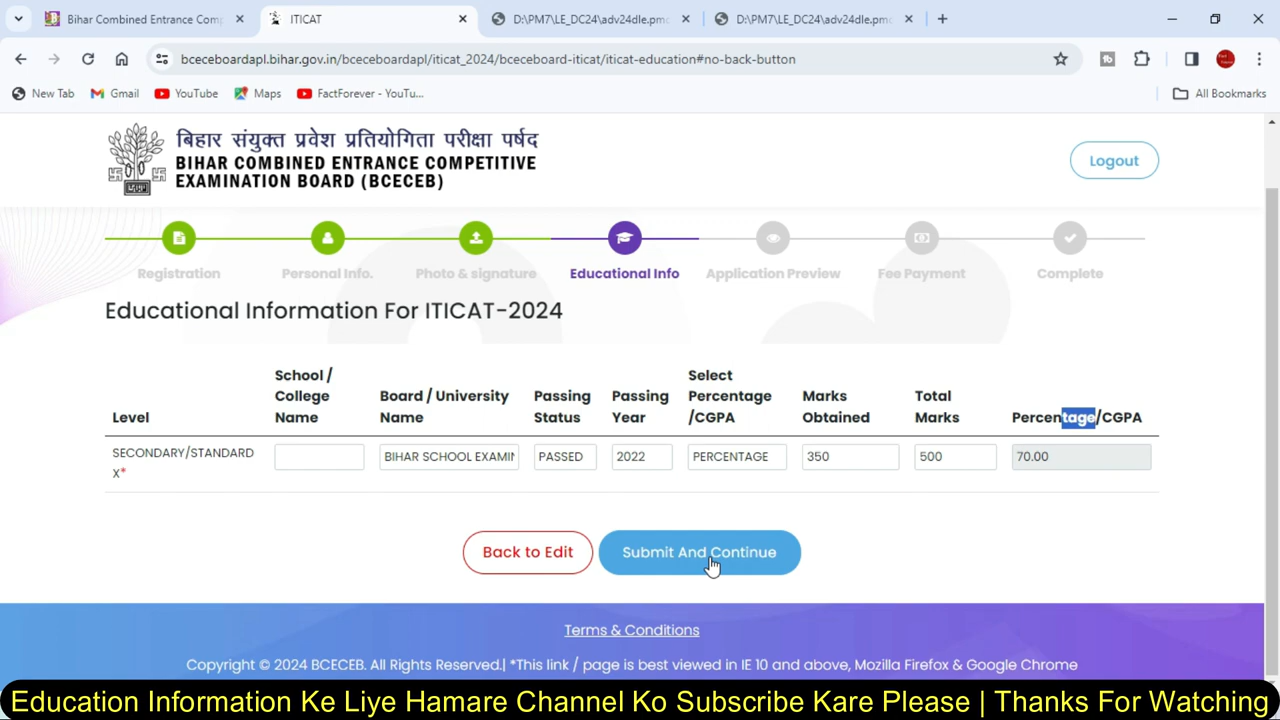 Bihar Combined Entrance Comp
ITICAT
D:\PM7\LE_DC24\adv24dle.pmd
D:\PM7\LE_DC24\adv24dle.pmd
bceceboardapl.bihar.gov.in/bceceboardapl/iticat_2024/bceceboard-iticat/iticat-education#no-back-button
New Tab
Gmail
YouTube
Maps
FactForever - YouTu...
All Bookmarks
बिहार संयुक्त प्रवेश प्रतियोगिता परीक्षा पर्षद
BIHAR COMBINED ENTRANCE COMPETITIVE
EXAMINATION BOARD (BCECEB)
Logout
Registration
Personal Info.
Photo & signature
Educational Info
Application Preview
Fee Payment
Complete
Educational Information For ITICAT-2024
Level
School / College Name
Board / University Name
Passing Status
Passing Year
Select Percentage /CGPA
Marks Obtained
Total Marks
Percentage/CGPA
SECONDARY/STANDARD X*
BIHAR SCHOOL EXAMIN
PASSED
2022
PERCENTAGE
350
500
70.00
Back to Edit
Submit And Continue
Terms & Conditions
Copyright © 2024 BCECEB. All Rights Reserved.| *This link / page is best viewed in IE 10 and above, Mozilla Firefox & Google Chrome
Education Information Ke Liye Hamare Channel Ko Subscribe Kare Please | Thanks For Watching